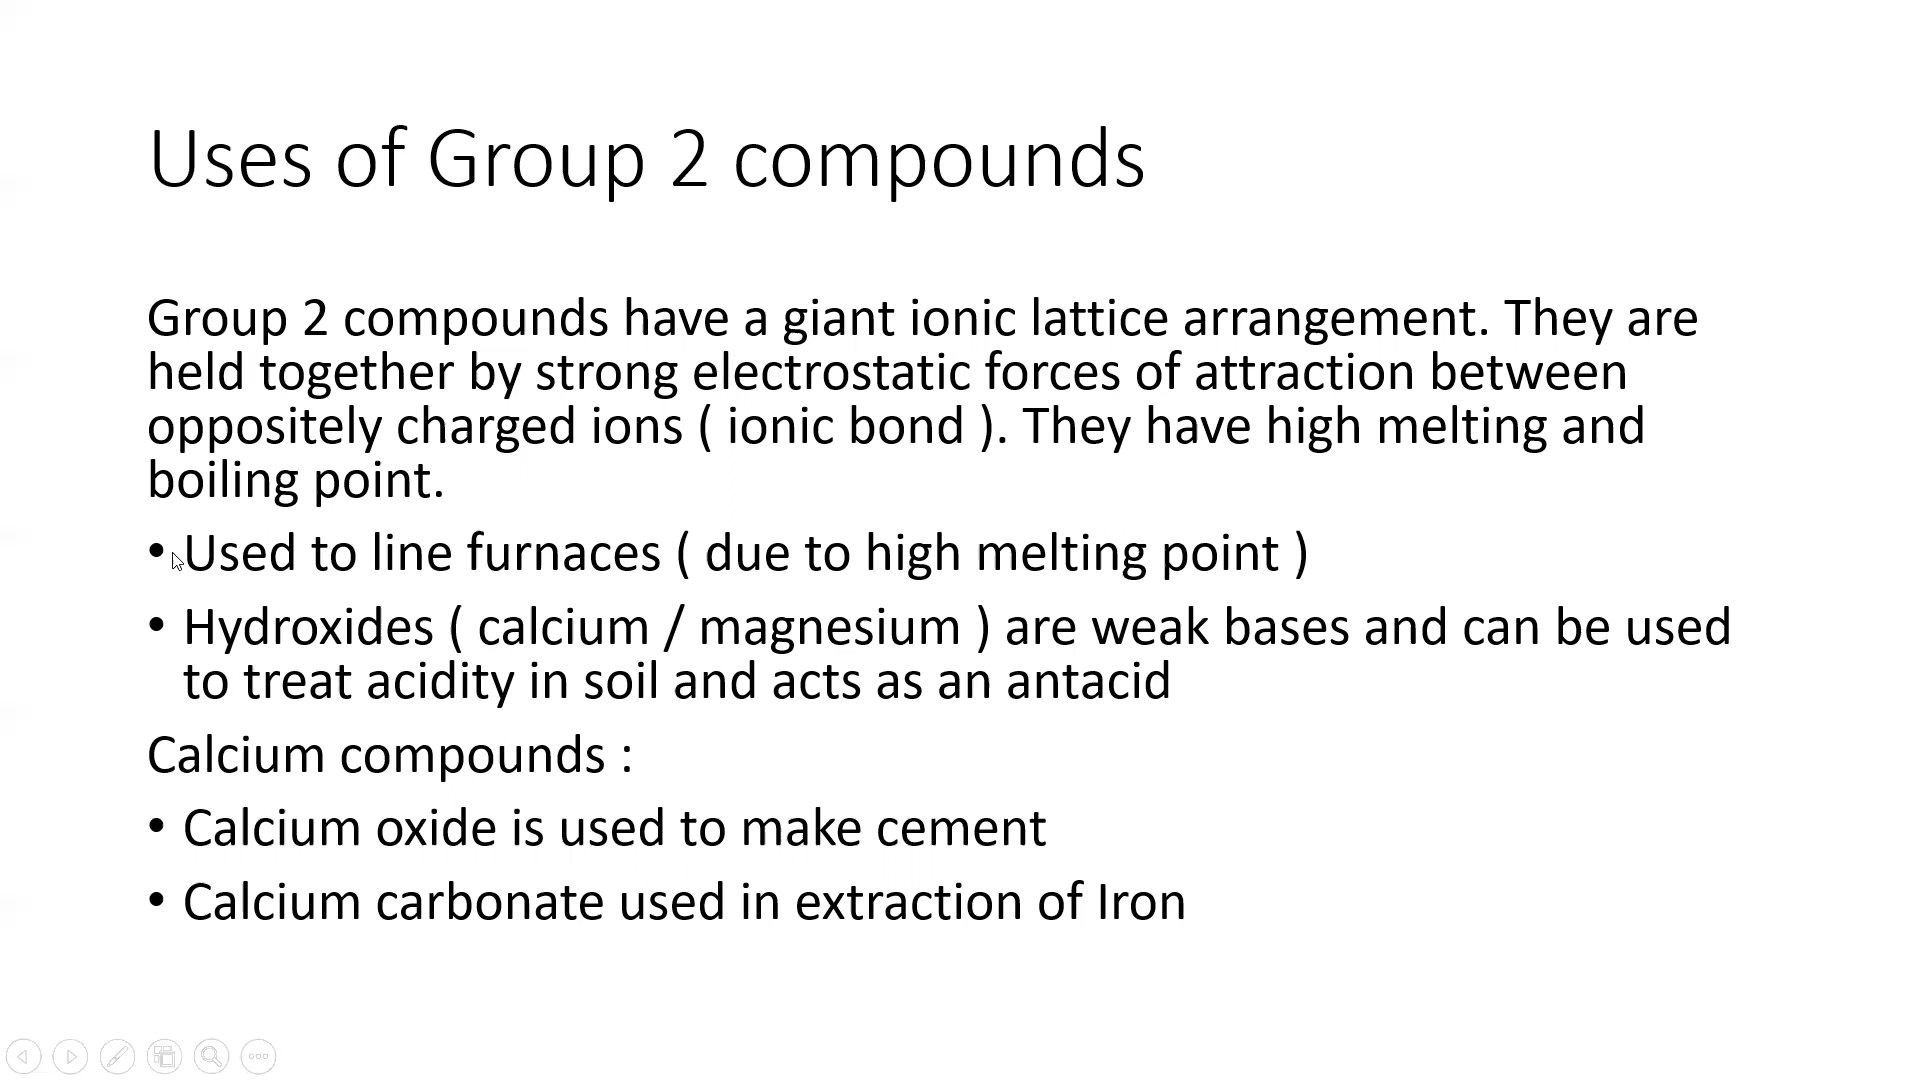 Uses of Group 2 compounds
Group 2 compounds have a giant ionic lattice arrangement. They are
held together by strong electrostatic forces of attraction between
oppositely charged ions ( ionic bond ). They have high melting and
boiling point.
• Used to line furnaces ( due to high melting point )
• Hydroxides ( calcium / magnesium ) are weak bases and can be used
to treat acidity in soil and acts as an antacid
Calcium compounds :
• Calcium oxide is used to make cement
• Calcium carbonate used in extraction of Iron